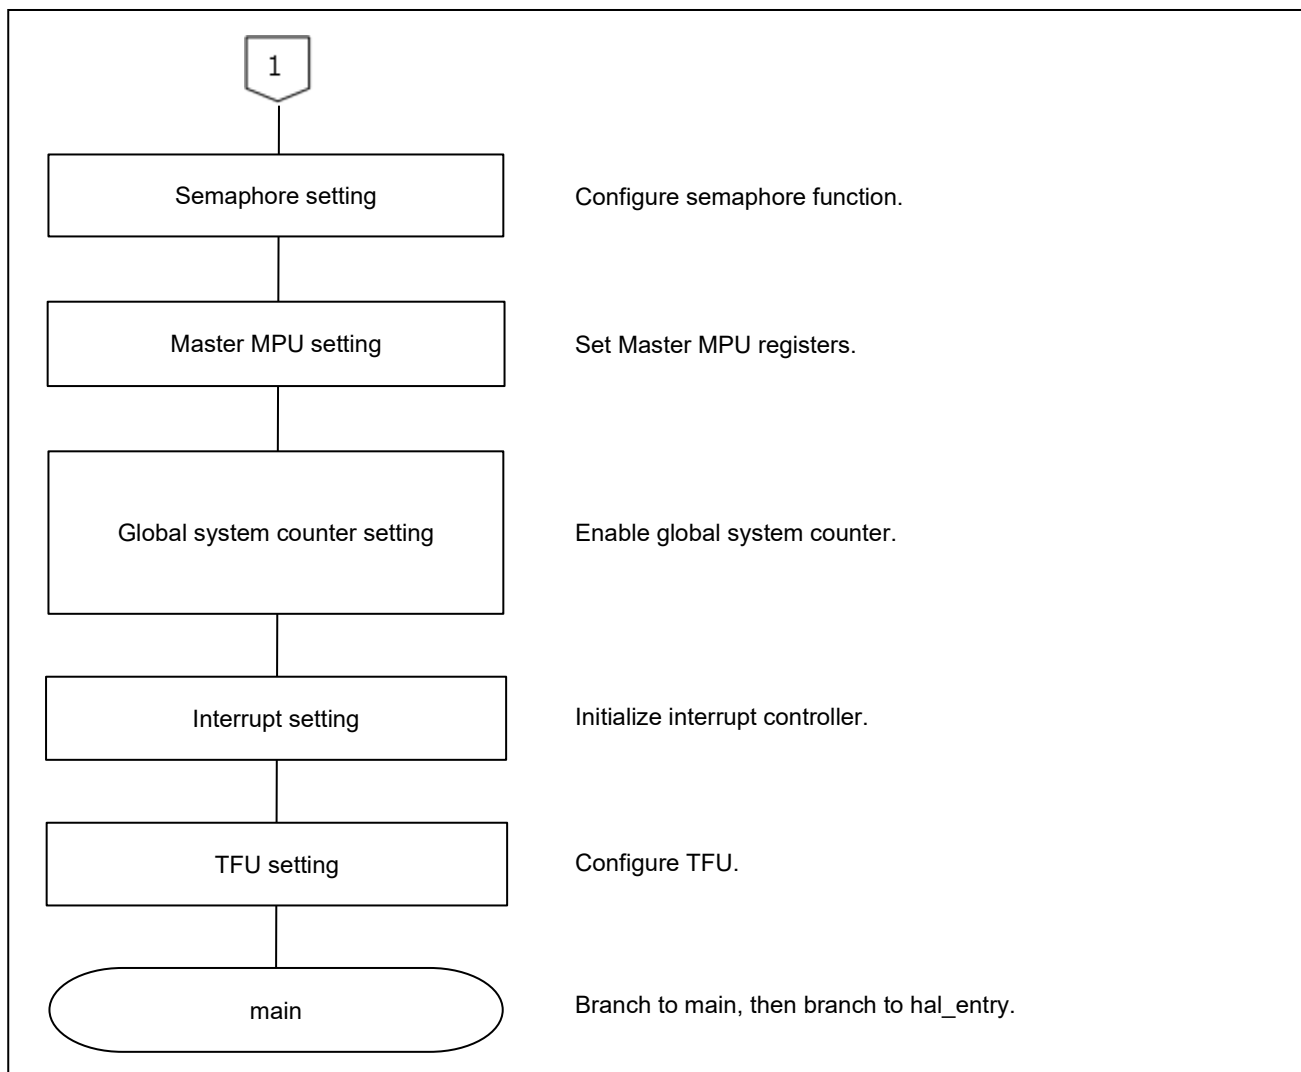 1
Semaphore setting
Configure semaphore function.
Master MPU setting
Set Master MPU registers.
Global system counter setting
Enable global system counter.
Interrupt setting
Initialize interrupt controller.
TFU setting
Configure TFU.
main
Branch to main, then branch to hal_entry.